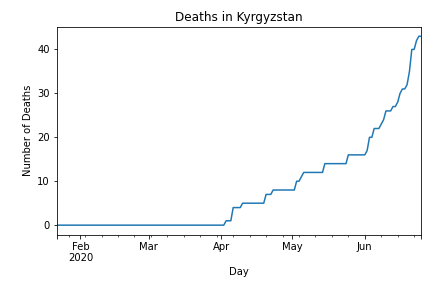 Deaths in Kyrgyzstan
Number of Deaths
40
30
20
10
0
Feb
2020
Mar
Apr
May
Jun
Day